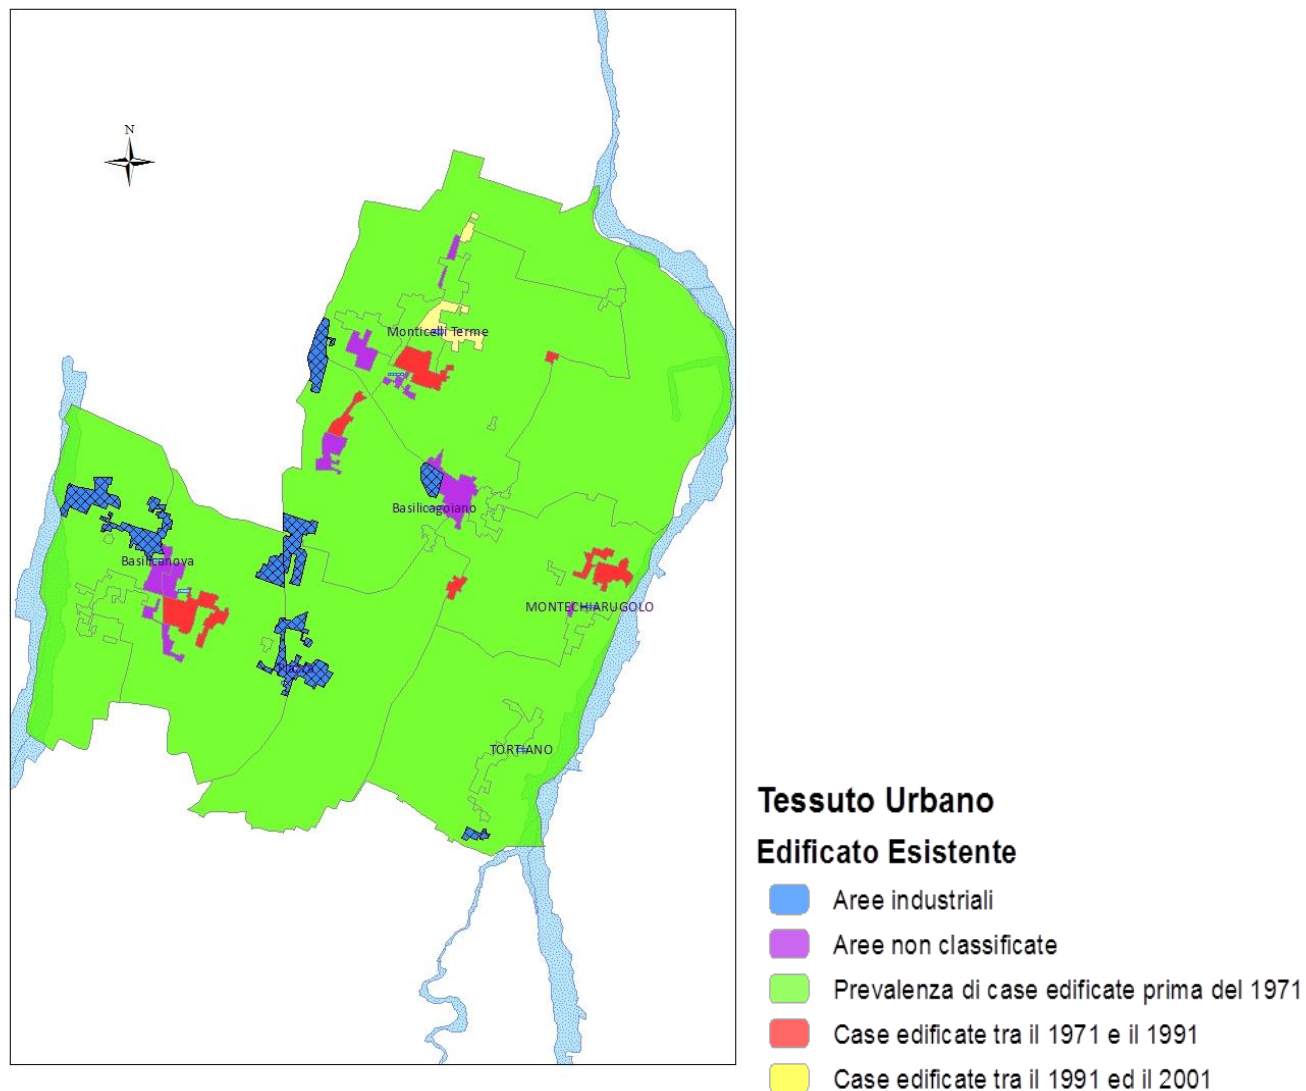 N
Monticelli Terme
Basilicagoiano
Basilicanova
MONTECHIARUGOLO
TORTIANO
Tessuto Urbano
Edificato Esistente
Aree industriali
Aree non classificate
Prevalenza di case edificate prima del 1971
Case edificate tra il 1971 e il 1991
Case edificate tra il 1991 ed il 2001